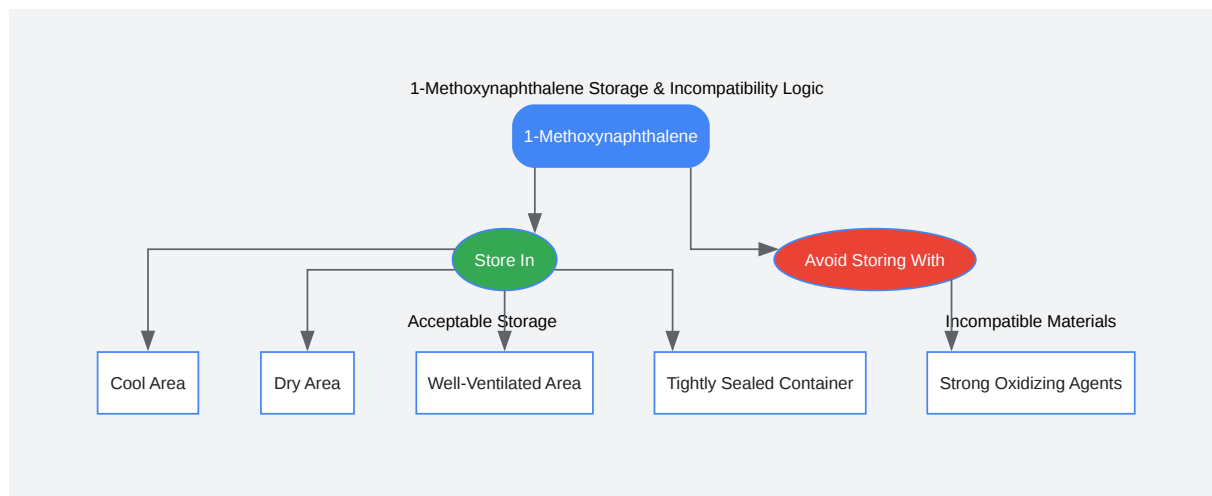 1-Methoxynaphthalene Storage & Incompatibility Logic
1-Methoxynaphthalene
Store In
Avoid Storing With
Acceptable Storage
Incompatible Materials
Cool Area
Dry Area
Well-Ventilated Area
Tightly Sealed Container
Strong Oxidizing Agents